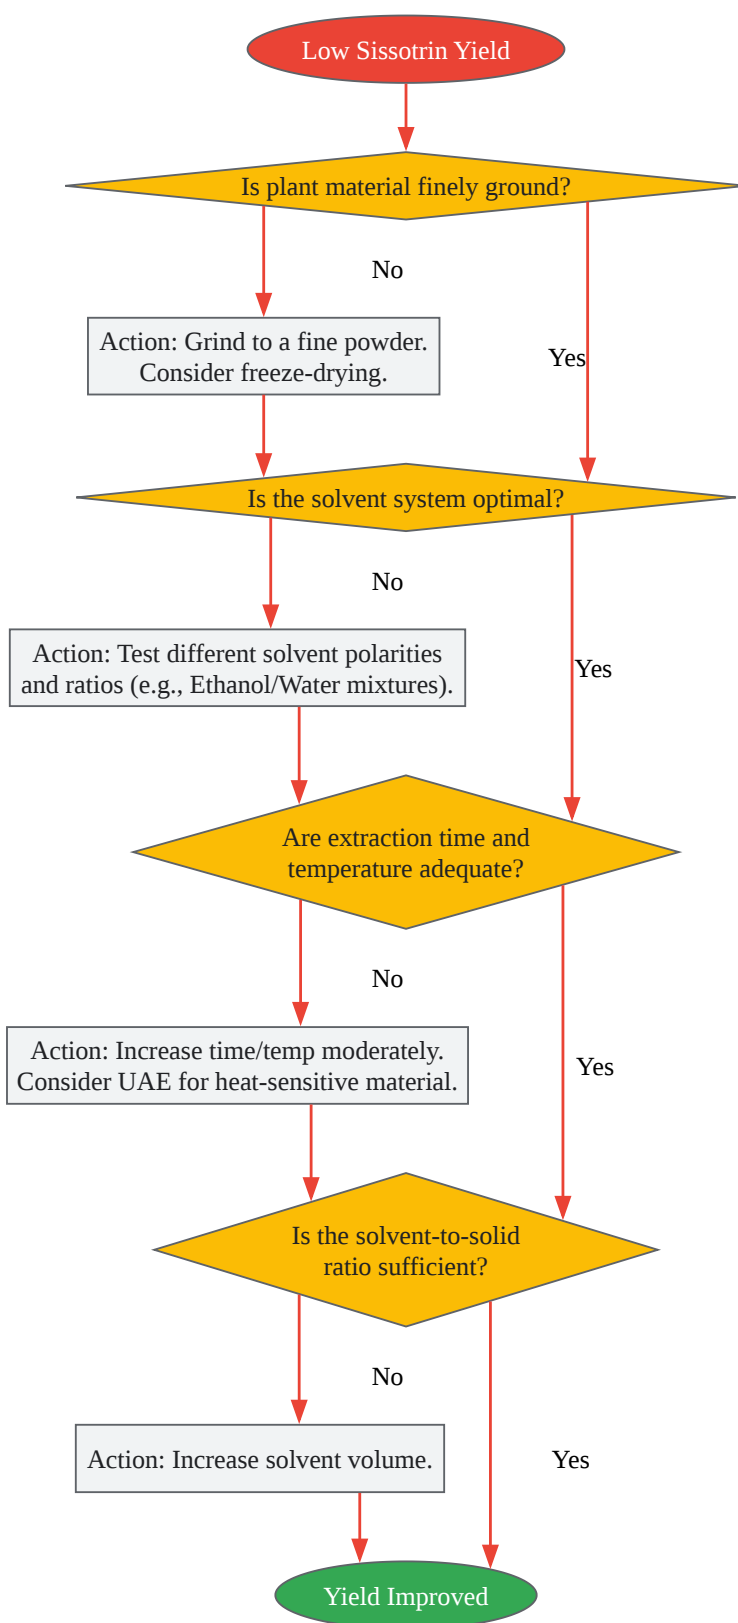 Low Sissotrin Yield
Is plant material finely ground?
No
Action: Grind to a fine powder.
Consider freeze-drying.
Yes
Is the solvent system optimal?
No
Action: Test different solvent polarities
and ratios (e.g., Ethanol/Water mixtures).
Yes
Are extraction time and
temperature adequate?
No
Action: Increase time/temp moderately.
Consider UAE for heat-sensitive material.
Yes
Is the solvent-to-solid
ratio sufficient?
No
Action: Increase solvent volume.
Yes
Yield Improved